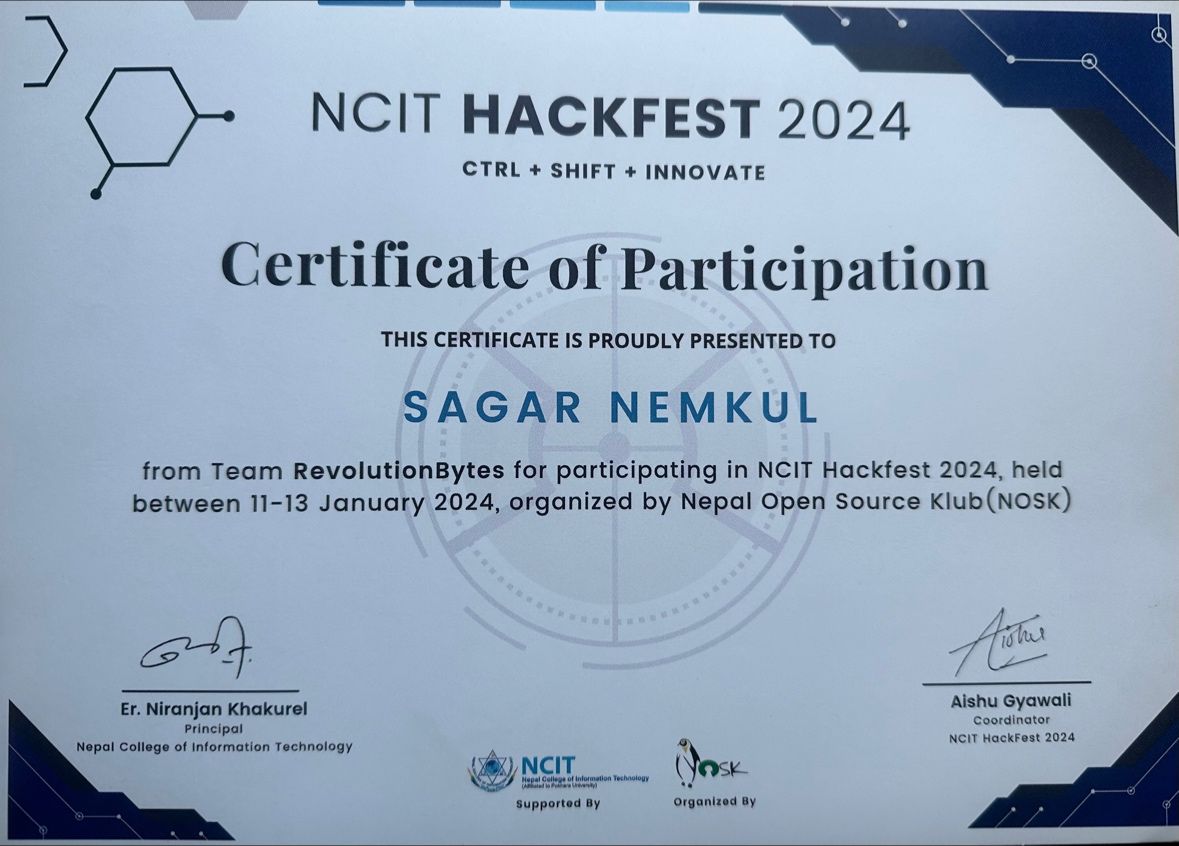 NCIT HACKFEST 2024
CTRL + SHIFT + INNOVATE
Certificate of Participation
THIS CERTIFICATE IS PROUDLY PRESENTED TO
SAGAR NEMKUL
from Team RevolutionBytes for participating in NCIT Hackfest 2024, held
between 11-13 January 2024, organized by Nepal Open Source Klub(NOSK)
Aishu
Er. Niranjan Khakurel
Principal
Nepal College of Information Technology
Aishu Gyawali
Coordinator
NCIT HackFest 2024
NCIT
Nepal College of Information Technology
(Affiliated to Pokhara University)
Supported By
NOSK
Organized By